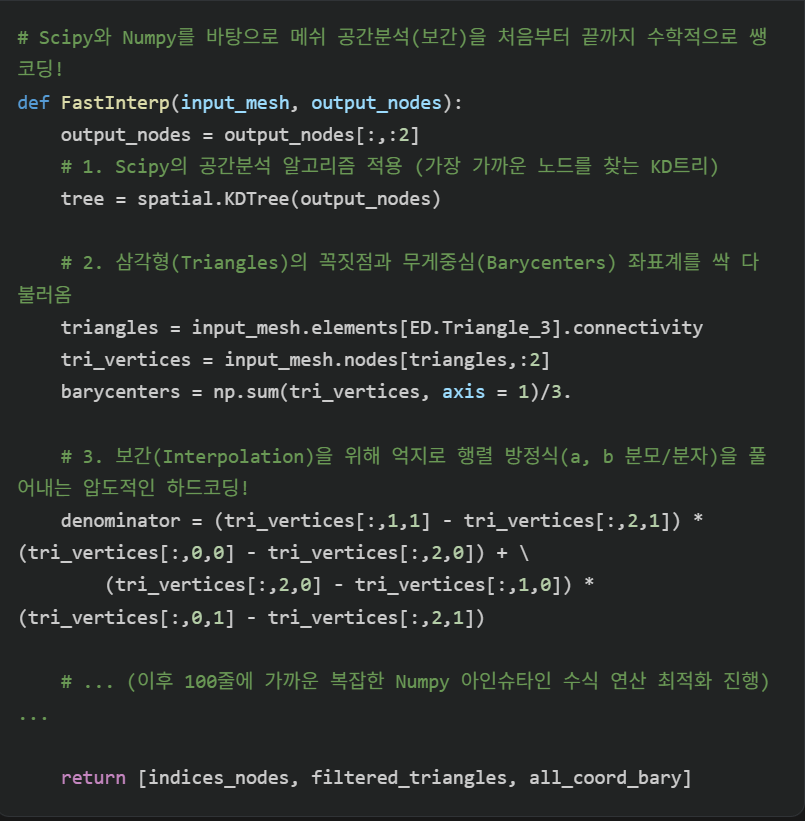 # Scipy와 Numpy를 바탕으로 메쉬 공간분석(보간)을 처음부터 끝까지 수학적으로 쌩
코딩!
def FastInterp(input_mesh, output_nodes):
    output_nodes = output_nodes[:,:2]
    # 1. Scipy의 공간분석 알고리즘 적용 (가장 가까운 노드를 찾는 KD트리)
    tree = spatial.KDTree(output_nodes)
    # 2. 삼각형(Triangles)의 꼭짓점과 무게중심(Barycenters) 좌표계를 싹 다
불러옴
    triangles = input_mesh.elements[ED.Triangle_3].connectivity
    tri_vertices = input_mesh.nodes[triangles,:2]
    barycenters = np.sum(tri_vertices, axis = 1)/3.
    # 3. 보간(Interpolation)을 위해 억지로 행렬 방정식(a, b 분모/분자)을 풀
어내는 압도적인 하드코딩!
    denominator = (tri_vertices[:,1,1] - tri_vertices[:,2,1]) *
(tri_vertices[:,0,0] - tri_vertices[:,2,0]) + \
        (tri_vertices[:,2,0] - tri_vertices[:,1,0]) *
(tri_vertices[:,0,1] - tri_vertices[:,2,1])
    # ... (이후 100줄에 가까운 복잡한 Numpy 아인슈타인 수식 연산 최적화 진행)
...
    return [indices_nodes, filtered_triangles, all_coord_bary]